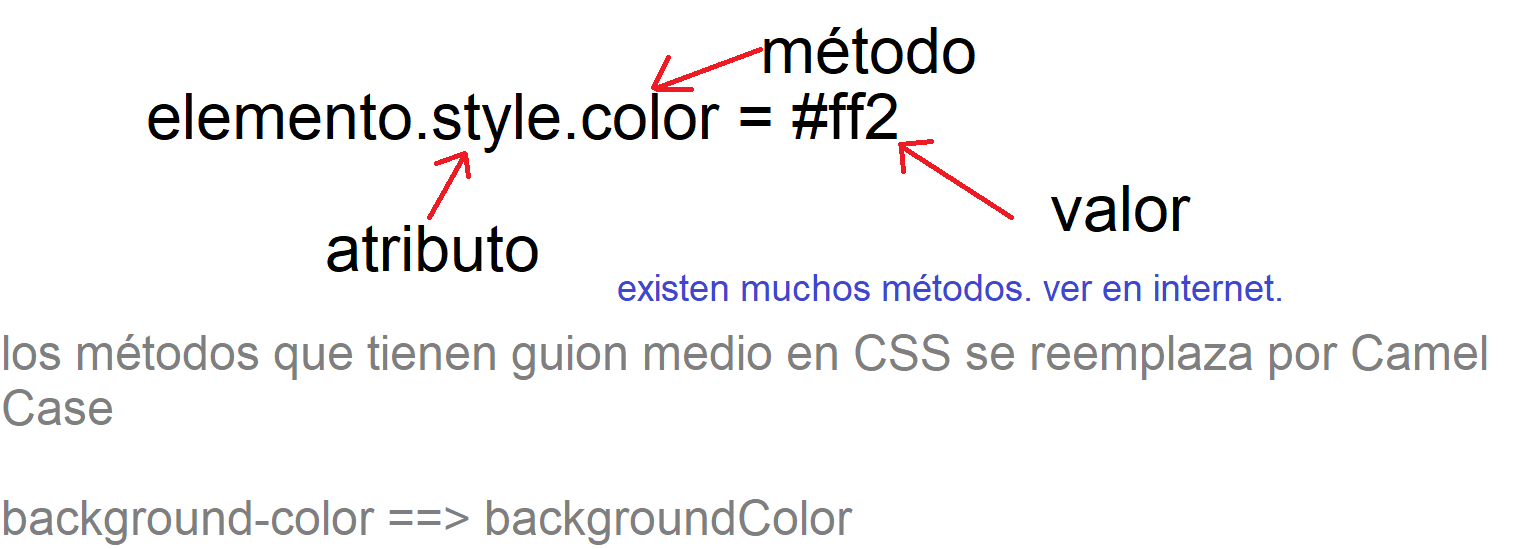 método
elemento.style.color = #ff2
valor
atributo
existen muchos métodos. ver en internet.
los métodos que tienen guion medio en CSS se reemplaza por Camel
Case
background-color ==> backgroundColor